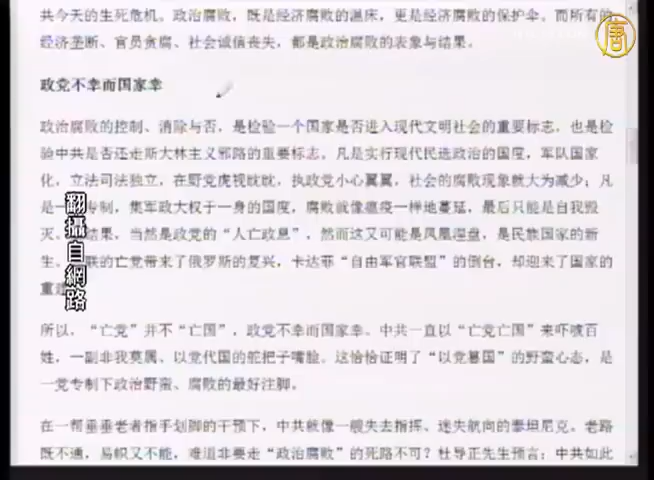 共今天的生死危机。政治腐败，既是经济腐败的温床，更是经济腐败的保护伞。而所有的
经济垄断、官员贪腐、社会诚信丧失，都是政治腐败的表象与结果。
唐
政党不幸而国家幸
政治腐败的控制、消除与否，是检验一个国家是否进入现代文明社会的重要标志，也是检
验中共是否还走斯大林主义邪路的重要标志。凡是实行现代民选政治的国度，军队国家
化，立法司法独立，在野党虎视眈眈，执政党小心翼翼，社会的腐败现象就大为减少；凡
是一 专制，集军政大权于一身的国度，腐败就像瘟疫一样地蔓延，最后只能是自我毁
灭。 结果，当然是政党的“人亡政息”，然而这又可能是凤凰涅盘，是民族国家的新
生。 联的亡党带来了俄罗斯的复兴，卡达菲“自由军官联盟”的倒台，却迎来了国家的
重
翻攝自網路
所以，“亡党”并不“亡国”，政党不幸而国家幸。中共一直以“亡党亡国”来吓唬百
姓，一副非我莫属、以党代国的舵把子嘴脸。这恰恰证明了“以党篡国”的野蛮心态，是
一党专制下政治野蛮、腐败的最好注脚。
在一帮垂垂老者指手划脚的干预下，中共就像一艘失去指挥、迷失航向的泰坦尼克。老路
既不通，易帜又不能，难道非要走“政治腐败”的死路不可？杜导正先生预言：中共如此